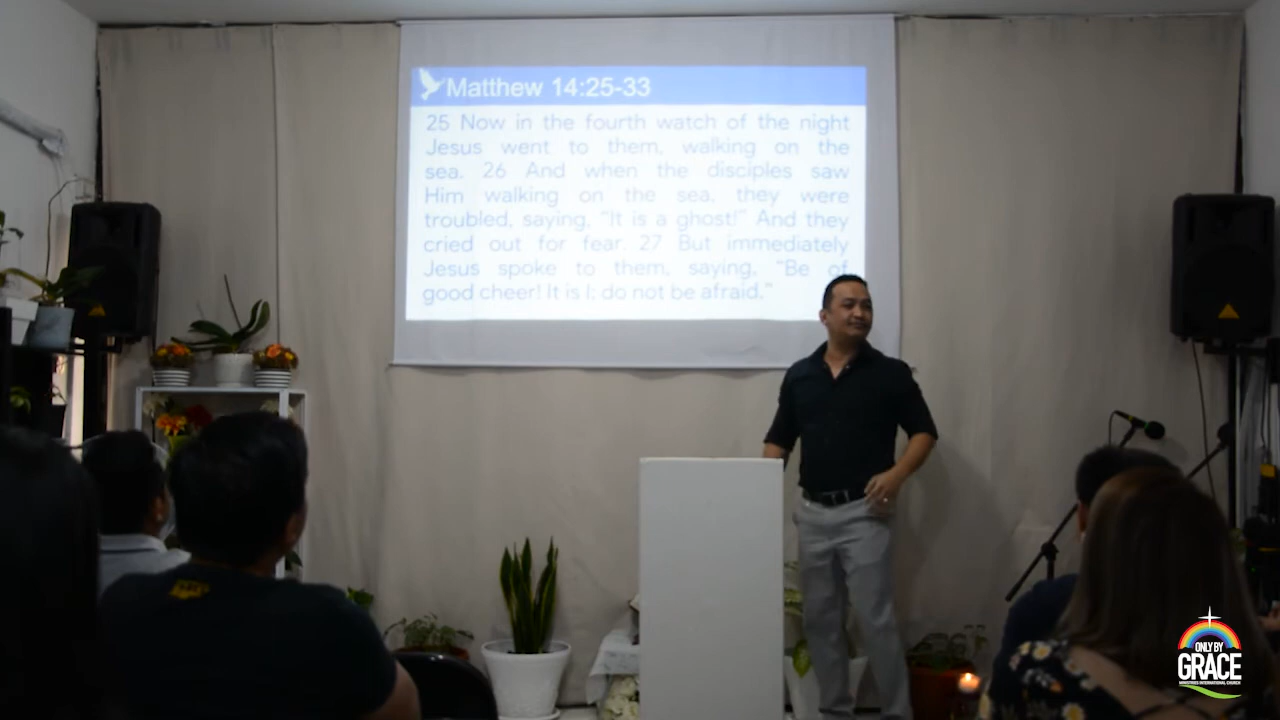 Matthew 14:25-33
25 Now in the fourth watch of the night
Jesus went to them, walking on the
sea. 26 And when the disciples saw
Him walking on the sea, they were
troubled, saying, "It is a ghost!" And they
cried out for fear. 27 But immediately
Jesus spoke to them, saying, "Be of
good cheer! It is I; do not be afraid."
ONLY BY
GRACE
MINISTRIES INTERNATIONAL CHURCH